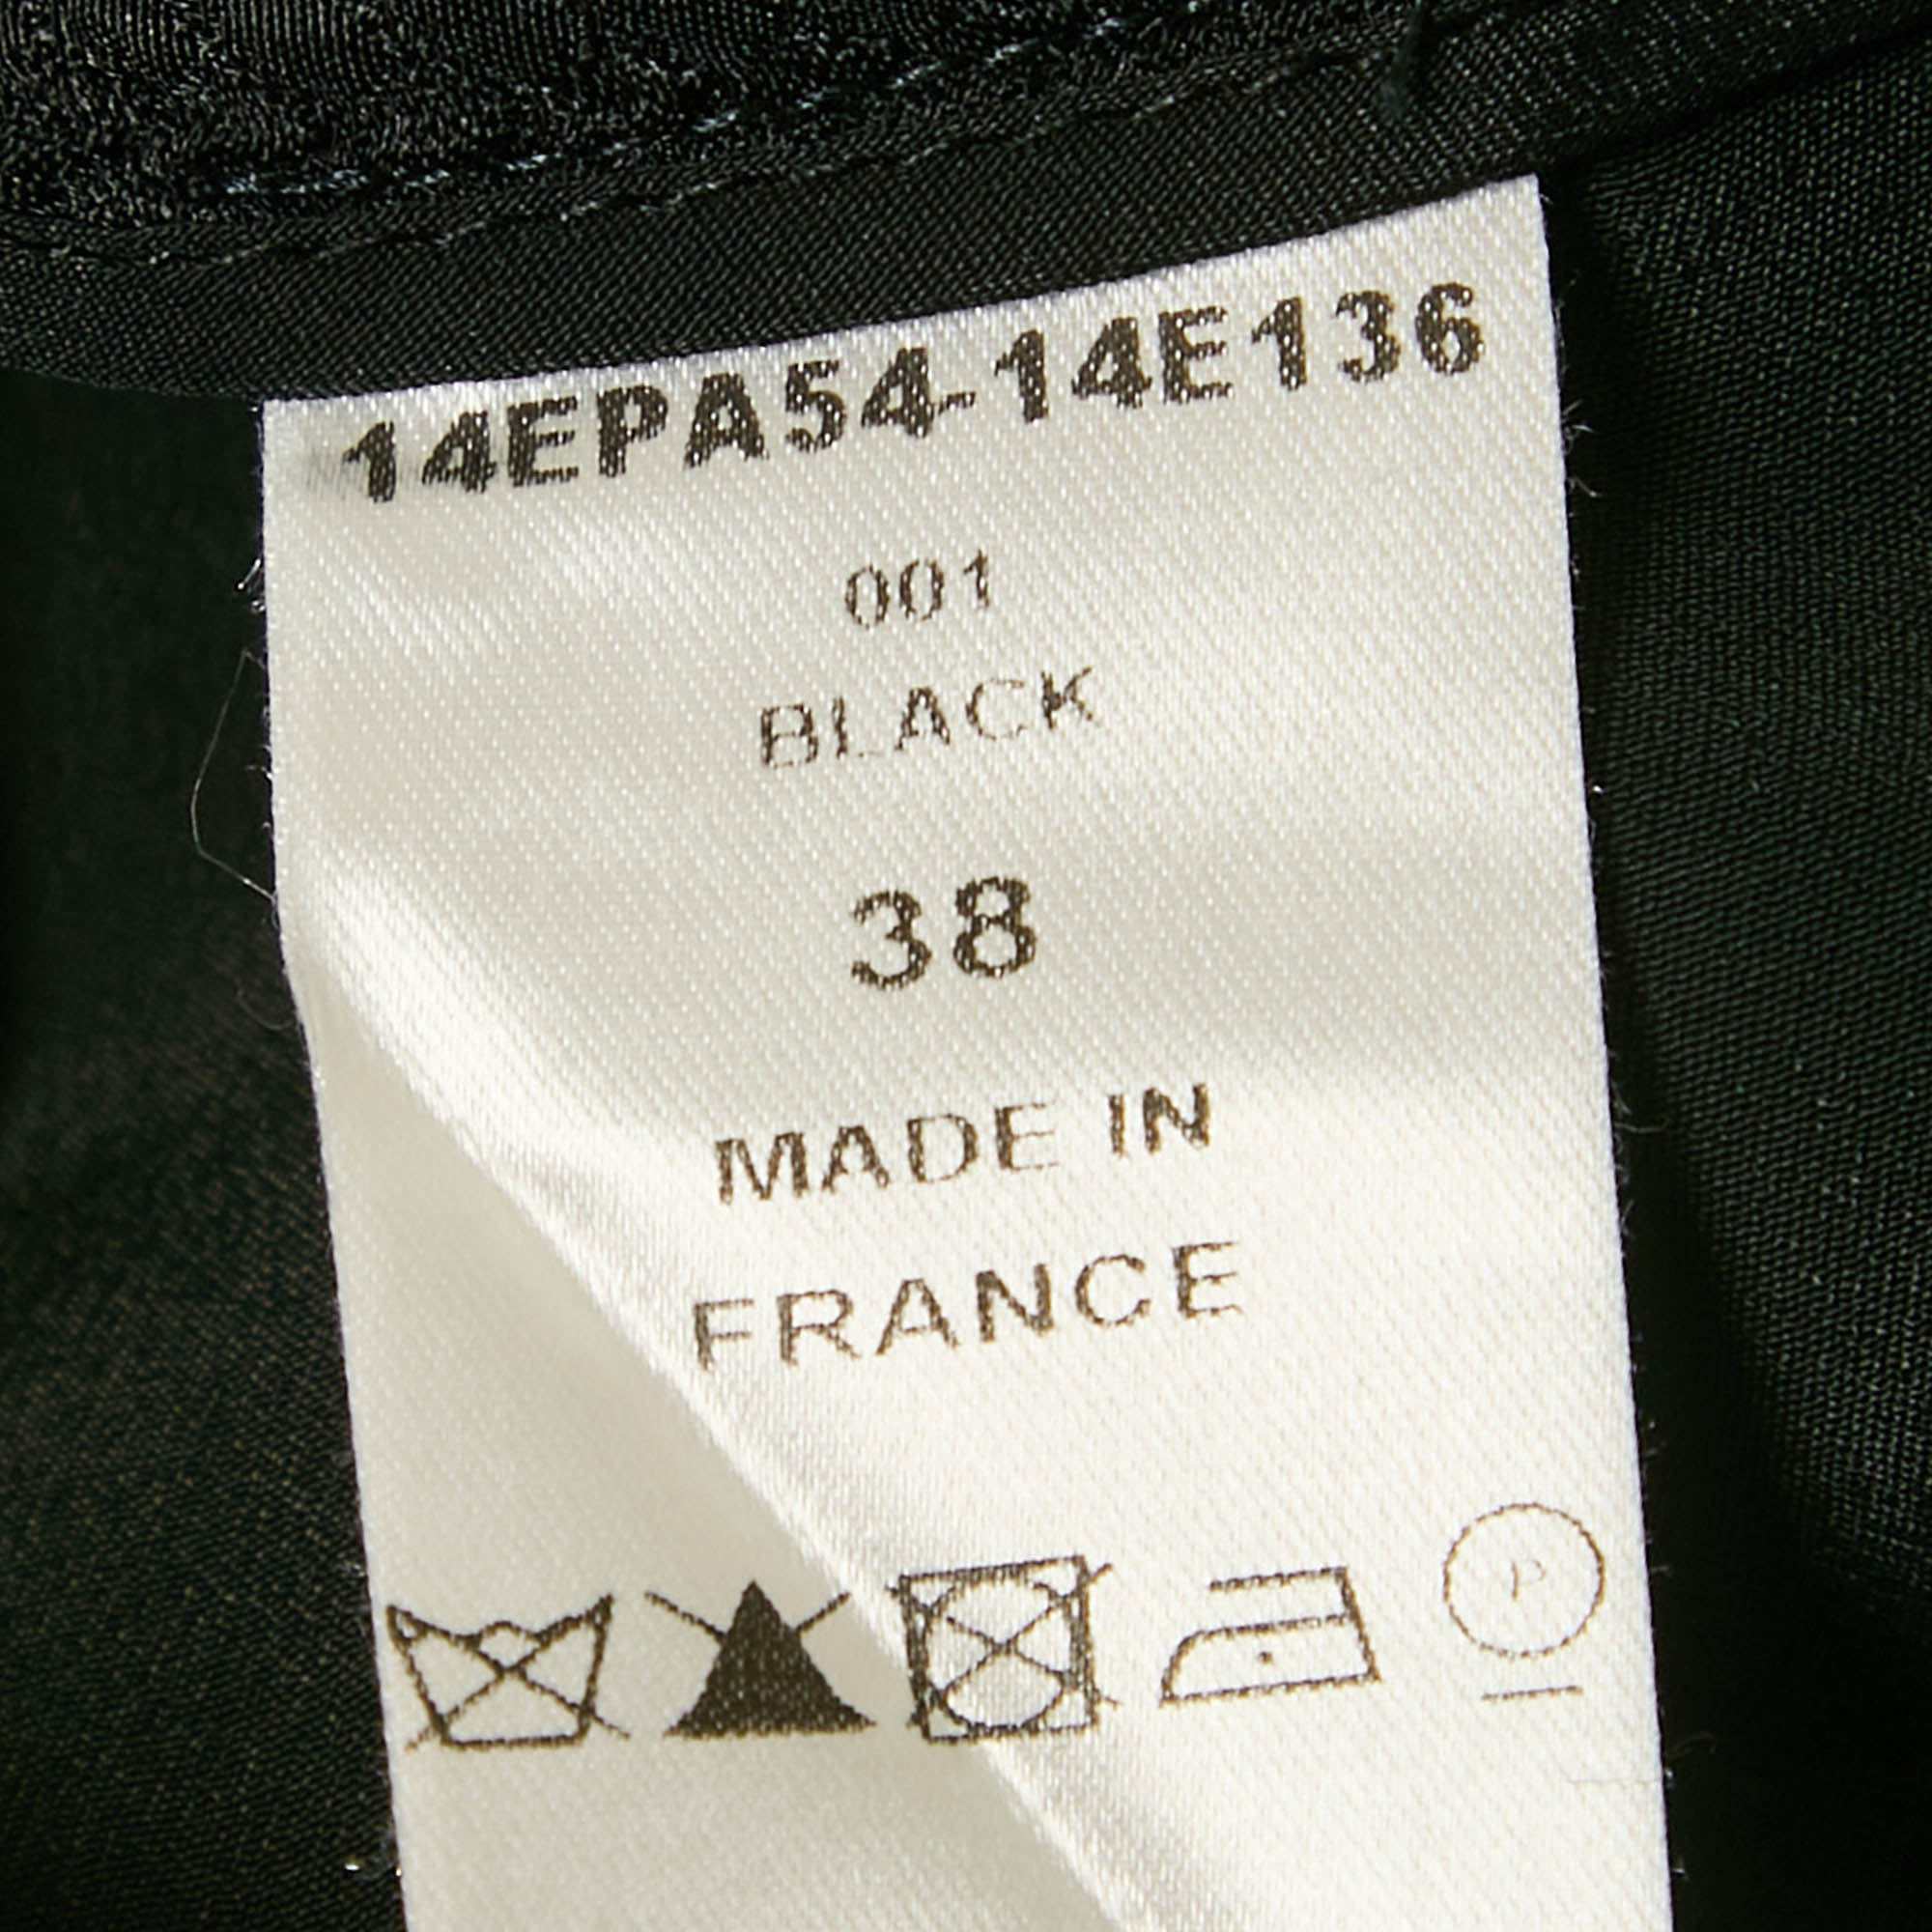 14EPA54-14E136
001
BLACK
38
MADE IN
FRANCE
P